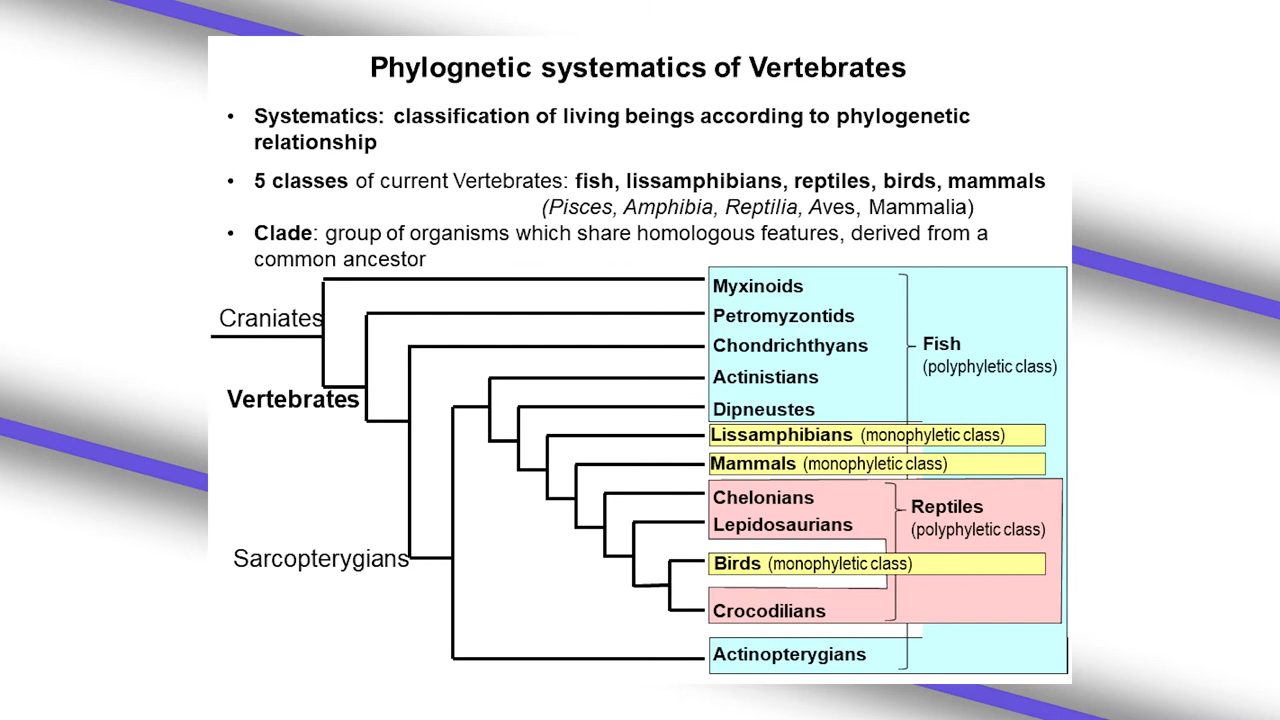 Phylognetic systematics of Vertebrates
• Systematics: classification of living beings according to phylogenetic
relationship
• 5 classes of current Vertebrates: fish, lissamphibians, reptiles, birds, mammals
(Pisces, Amphibia, Reptilia, Aves, Mammalia)
• Clade: group of organisms which share homologous features, derived from a
common ancestor
Craniates
Vertebrates
Sarcopterygians
Myxinoids
Petromyzontids
Chondrichthyans
Actinistians
Dipneustes
Fish
(polyphyletic class)
Lissamphibians (monophyletic class)
Mammals (monophyletic class)
Chelonians
Lepidosaurians
Reptiles
(polyphyletic class)
Birds (monophyletic class)
Crocodilians
Actinopterygians